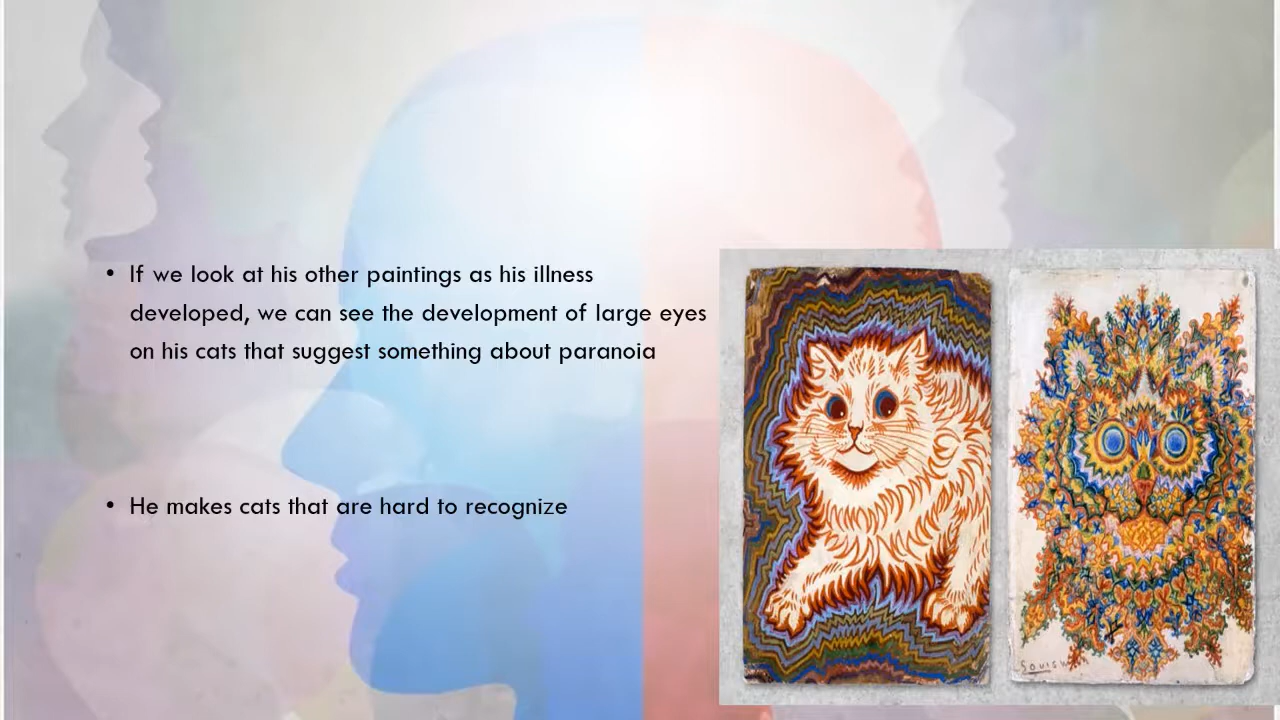 • If we look at his other paintings as his illness
developed, we can see the development of large eyes
on his cats that suggest something about paranoia
• He makes cats that are hard to recognize